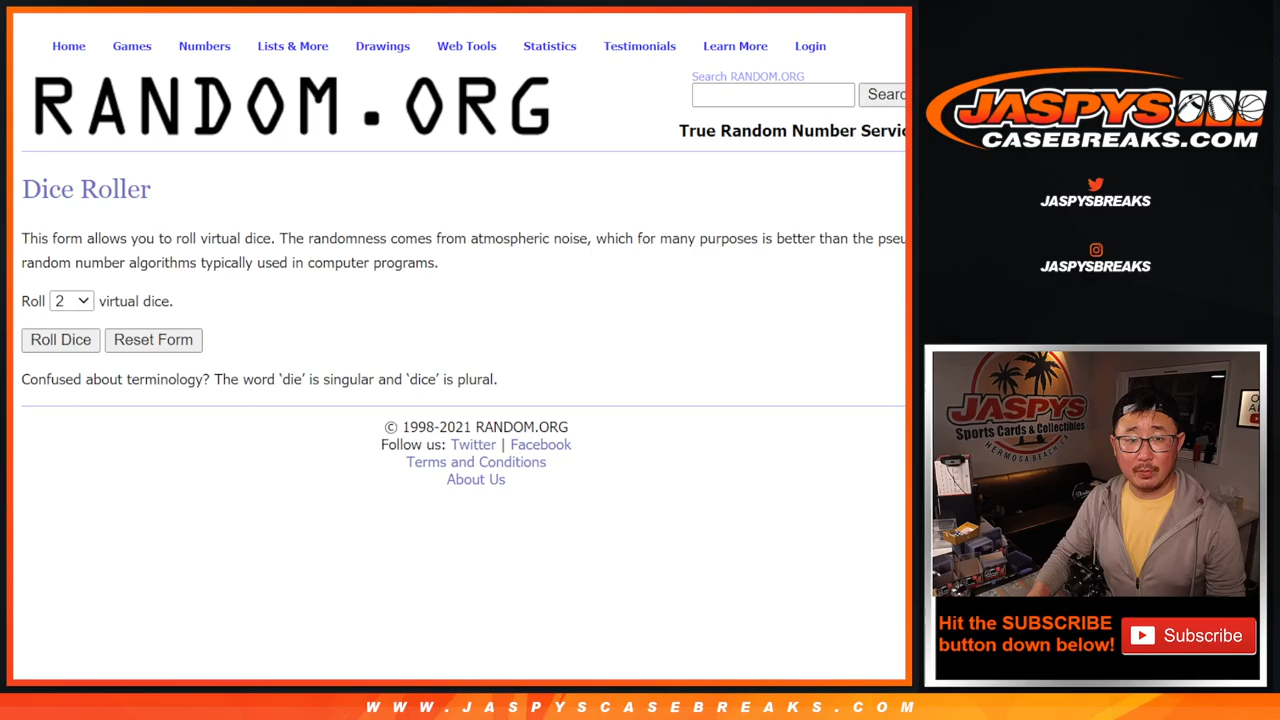 Home Games Numbers Lists & More Drawings Web Tools Statistics Testimonials Learn More Login
RANDOM.ORG
Search RANDOM.ORG
Searc
True Random Number Servic
Dice Roller
This form allows you to roll virtual dice. The randomness comes from atmospheric noise, which for many purposes is better than the pseu
random number algorithms typically used in computer programs.
Roll 2 virtual dice.
Roll Dice Reset Form
Confused about terminology? The word ‘die’ is singular and ‘dice’ is plural.
© 1998-2021 RANDOM.ORG
Follow us: Twitter | Facebook
Terms and Conditions
About Us
JASPYS
CASEBREAKS.COM
JASPYSBREAKS
JASPYSBREAKS
JASPYS
Sports Cards & Collectibles
HERMOSA BEACH, CA
Hit the SUBSCRIBE
button down below!
Subscribe
WWW.JASPYSCASEBREAKS.COM